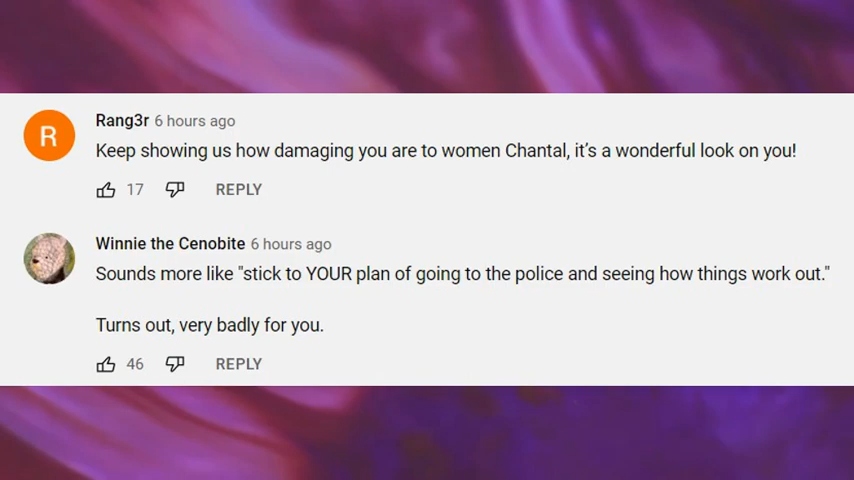 R
Rang3r 6 hours ago
Keep showing us how damaging you are to women Chantal, it's a wonderful look on you!
17 REPLY
Winnie the Cenobite 6 hours ago
Sounds more like "stick to YOUR plan of going to the police and seeing how things work out."
Turns out, very badly for you.
46 REPLY